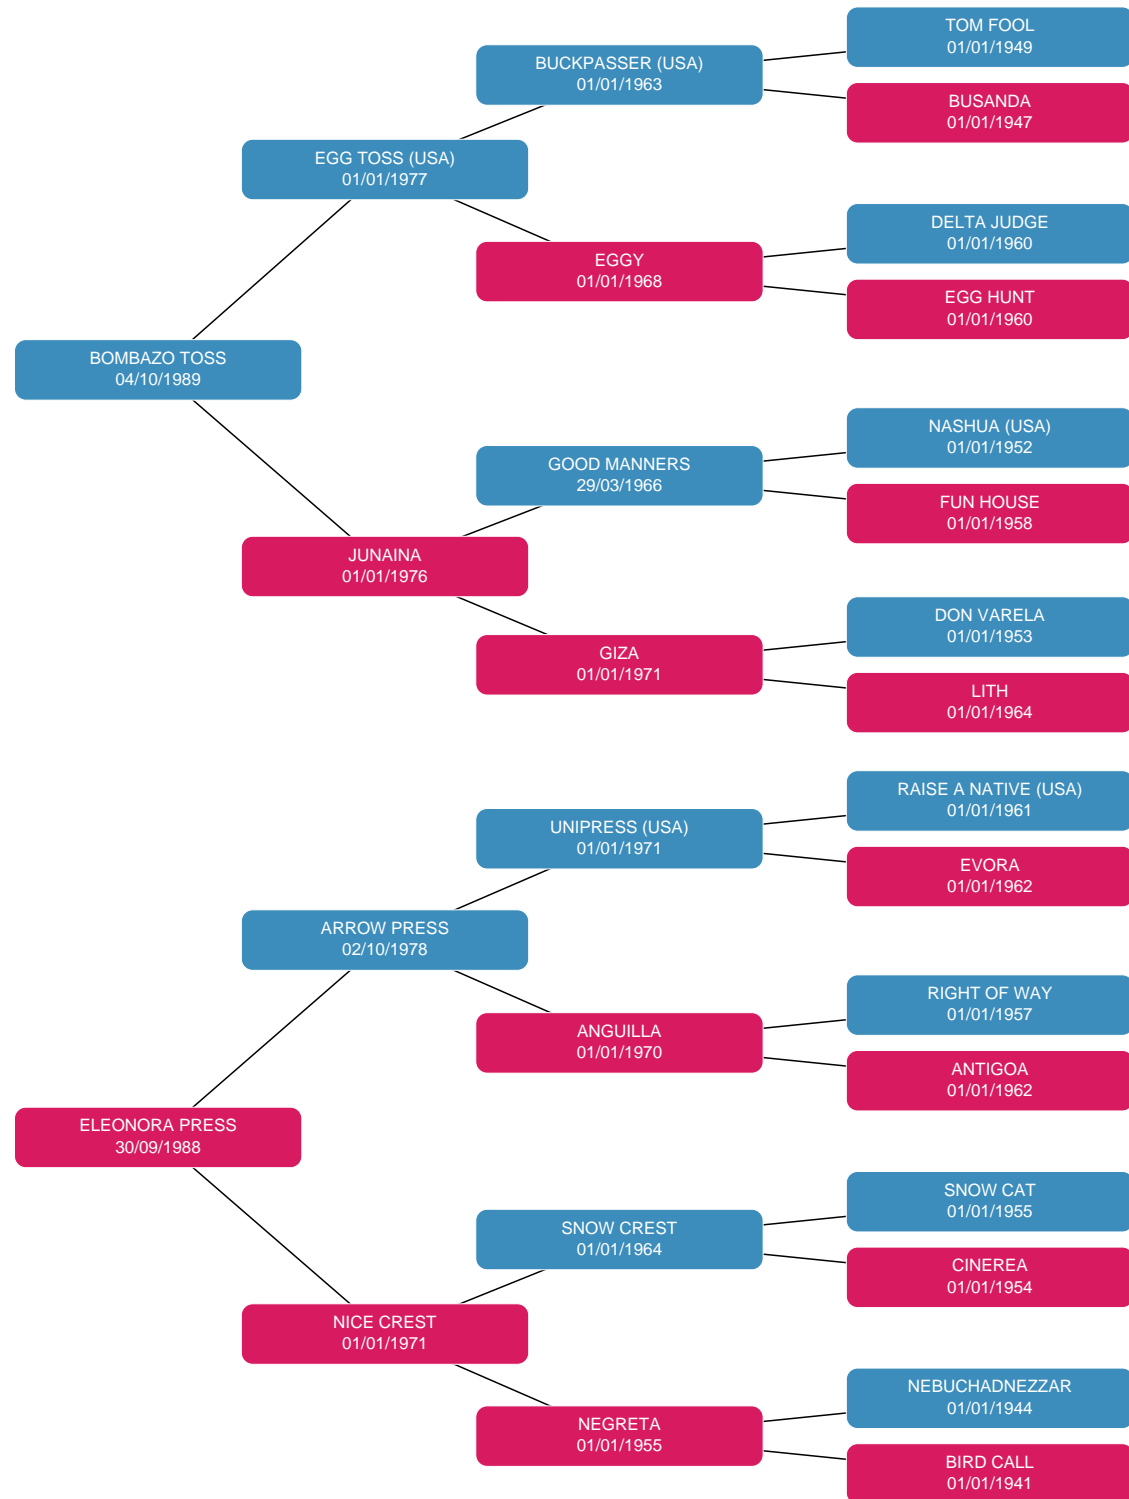 TOM FOOL
01/01/1949
BUCKPASSER (USA)
01/01/1963
BUSANDA
01/01/1947
EGG TOSS (USA)
01/01/1977
DELTA JUDGE
01/01/1960
EGGY
01/01/1968
EGG HUNT
01/01/1960
BOMBAZO TOSS
04/10/1989
NASHUA (USA)
01/01/1952
GOOD MANNERS
29/03/1966
FUN HOUSE
01/01/1958
JUNAINA
01/01/1976
DON VARELA
01/01/1953
GIZA
01/01/1971
LITH
01/01/1964
RAISE A NATIVE (USA)
01/01/1961
UNIPRESS (USA)
01/01/1971
EVORA
01/01/1962
ARROW PRESS
02/10/1978
RIGHT OF WAY
01/01/1957
ANGUILLA
01/01/1970
ANTIGOA
01/01/1962
ELEONORA PRESS
30/09/1988
SNOW CAT
01/01/1955
SNOW CREST
01/01/1964
CINEREA
01/01/1954
NICE CREST
01/01/1971
NEBUCHADNEZZAR
01/01/1944
NEGRETA
01/01/1955
BIRD CALL
01/01/1941